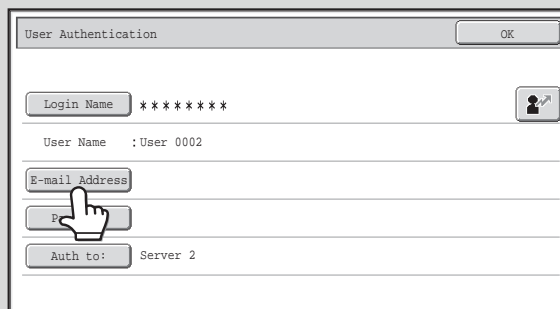 User Authentication
OK
Login Name ********
User Name :User 0002
E-mail Address
Auth to: Server 2